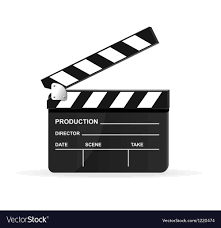 PRODUCTION
DIRECTOR
DATE SCENE TAKE
VectorStock
VectorStock.com/1220474